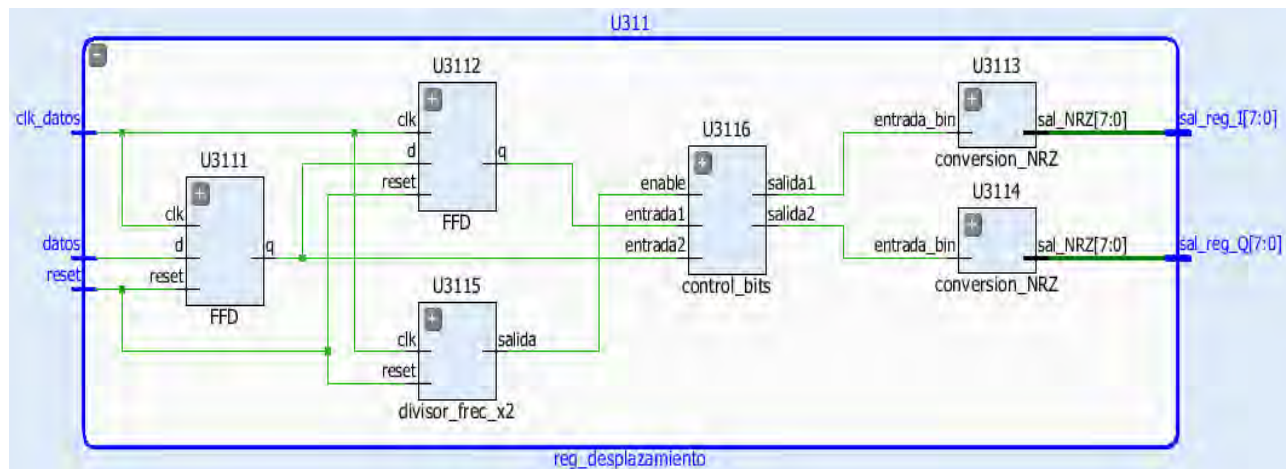 U311
clk_datos
datos
reset
U3111
clk
d
reset
q
FFD
U3112
clk
d
reset
q
FFD
U3115
clk
reset
salida
divisor_frec_x2
U3116
enable
entrada1
entrada2
salida1
salida2
control_bits
U3113
entrada_bin
sal_NRZ[7:0]
conversion_NRZ
U3114
entrada_bin
sal_NRZ[7:0]
conversion_NRZ
sal_reg_I[7:0]
sal_reg_Q[7:0]
reg_desplazamiento